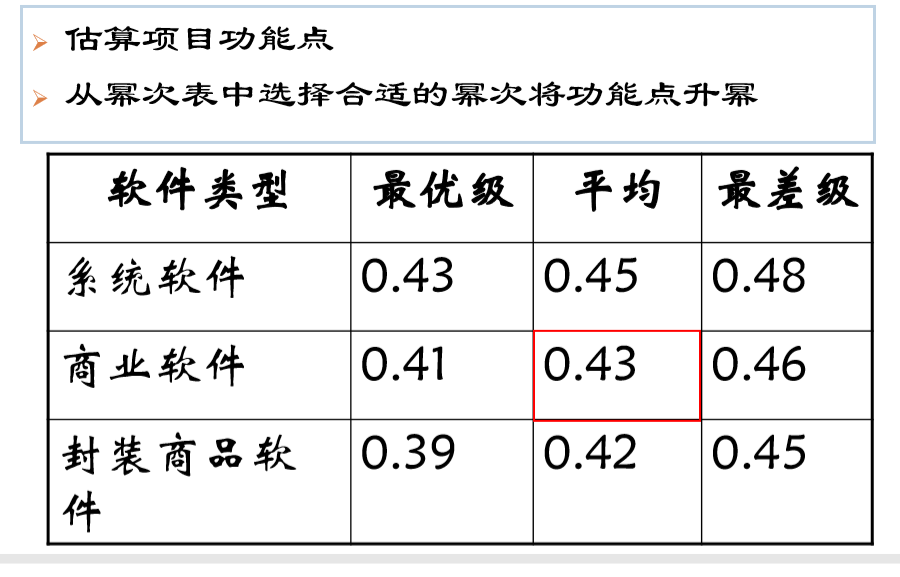 估算项目功能点
从幂次表中选择合适的幂次将功能点升幂
软件类型 最优级 平均 最差级
系统软件 0.43 0.45 0.48
商业软件 0.41 0.43 0.46
封装商品软 0.39 0.42 0.45
件